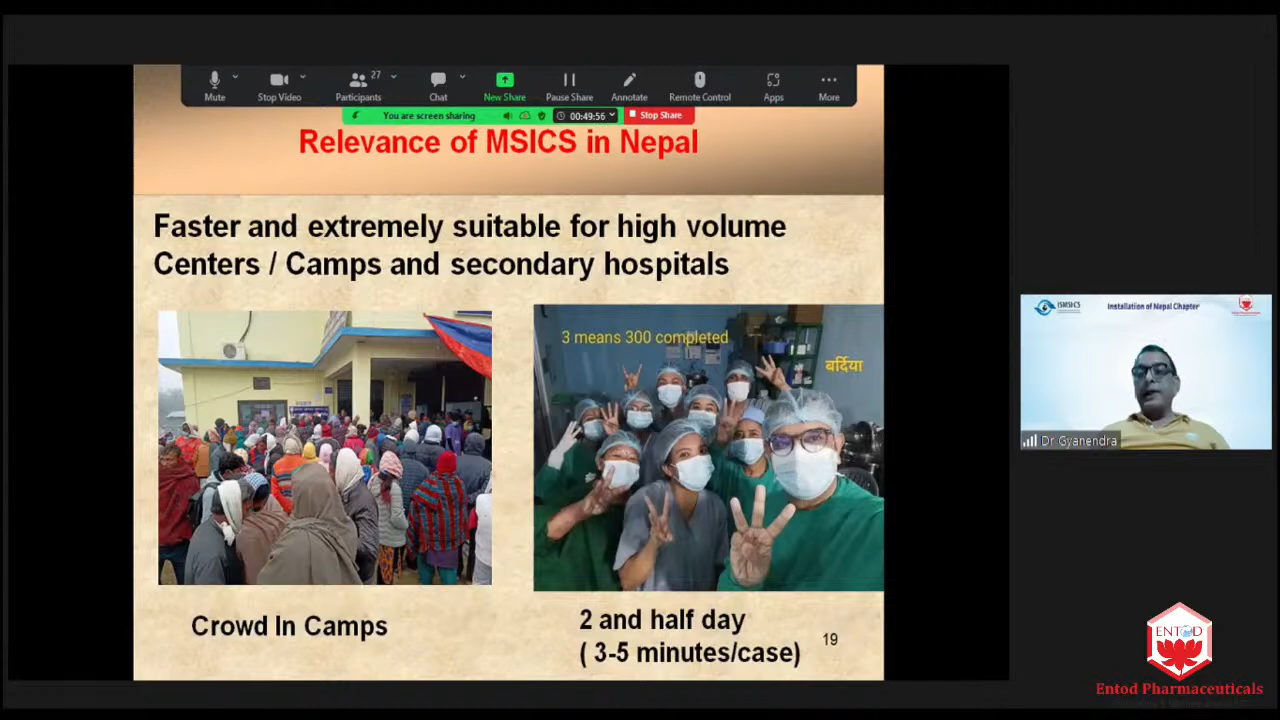 27
Mute
Stop Video
Participants
Chat
New Share
Pause Share
Annotate
Remote Control
Apps
More
You are screen sharing
00:49:56
Stop Share
Relevance of MSICS in Nepal
Faster and extremely suitable for high volume
Centers / Camps and secondary hospitals
3 means 300 completed
बर्दिया
Crowd In Camps
2 and half day
( 3-5 minutes/case)
19
ISMSICS
Installation of Nepal Chapter
Dr Gyanendra
ENTOD
Entod Pharmaceuticals